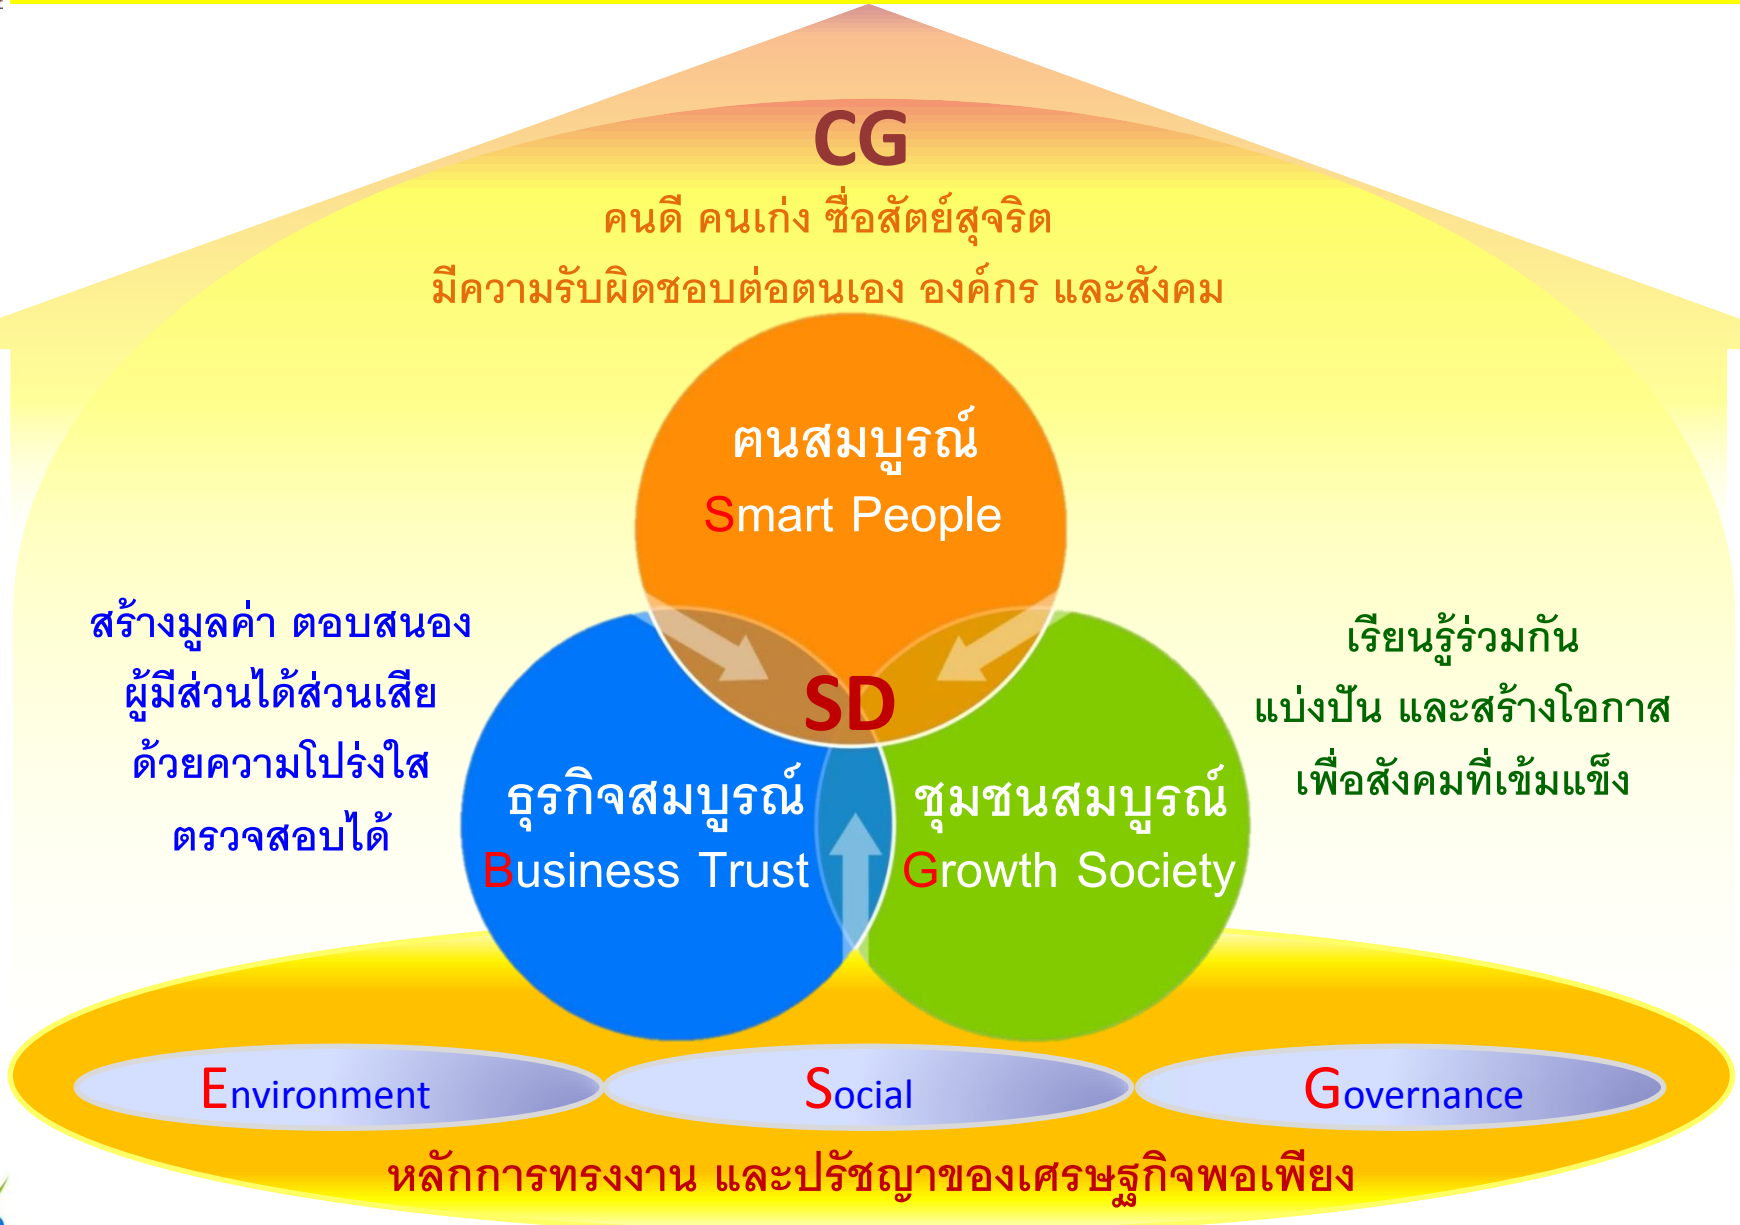 CG
คนดี คนเก่ง ซื่อสัตย์สุจริต
มีความรับผิดชอบต่อตนเอง องค์กร และสังคม
ฅนสมบูรณ์
Smart People
สร้างมูลค่า ตอบสนอง
ผู้มีส่วนได้ส่วนเสีย
ด้วยความโปร่งใส
ตรวจสอบได้
SD
เรียนรู้ร่วมกัน
แบ่งปัน และสร้างโอกาส
เพื่อสังคมที่เข้มแข็ง
ธุรกิจสมบูรณ์
Business Trust
ชุมชนสมบูรณ์
Growth Society
Environment
Social
Governance
หลักการทรงงาน และปรัชญาของเศรษฐกิจพอเพียง